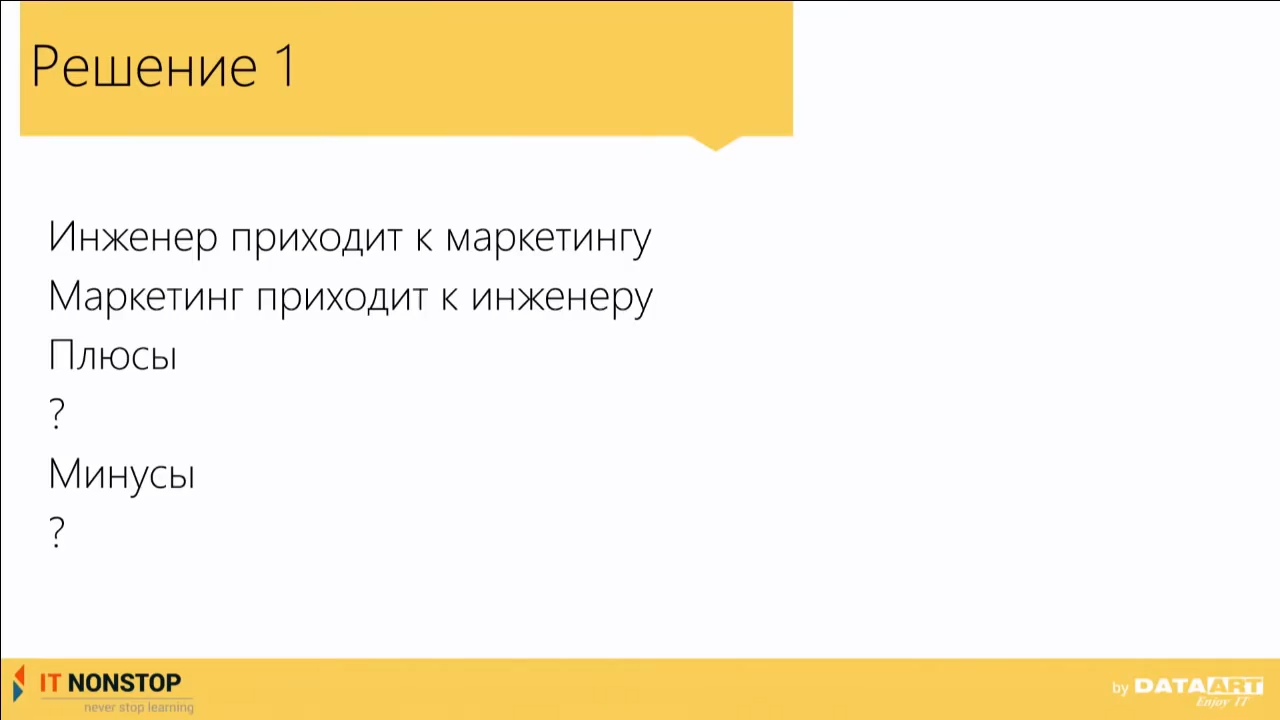 Решение 1
Инженер приходит к маркетингу
Маркетинг приходит к инженеру
Плюсы
?
Минусы
?
IT NONSTOP
never stop learning
by DATAART
Enjoy IT